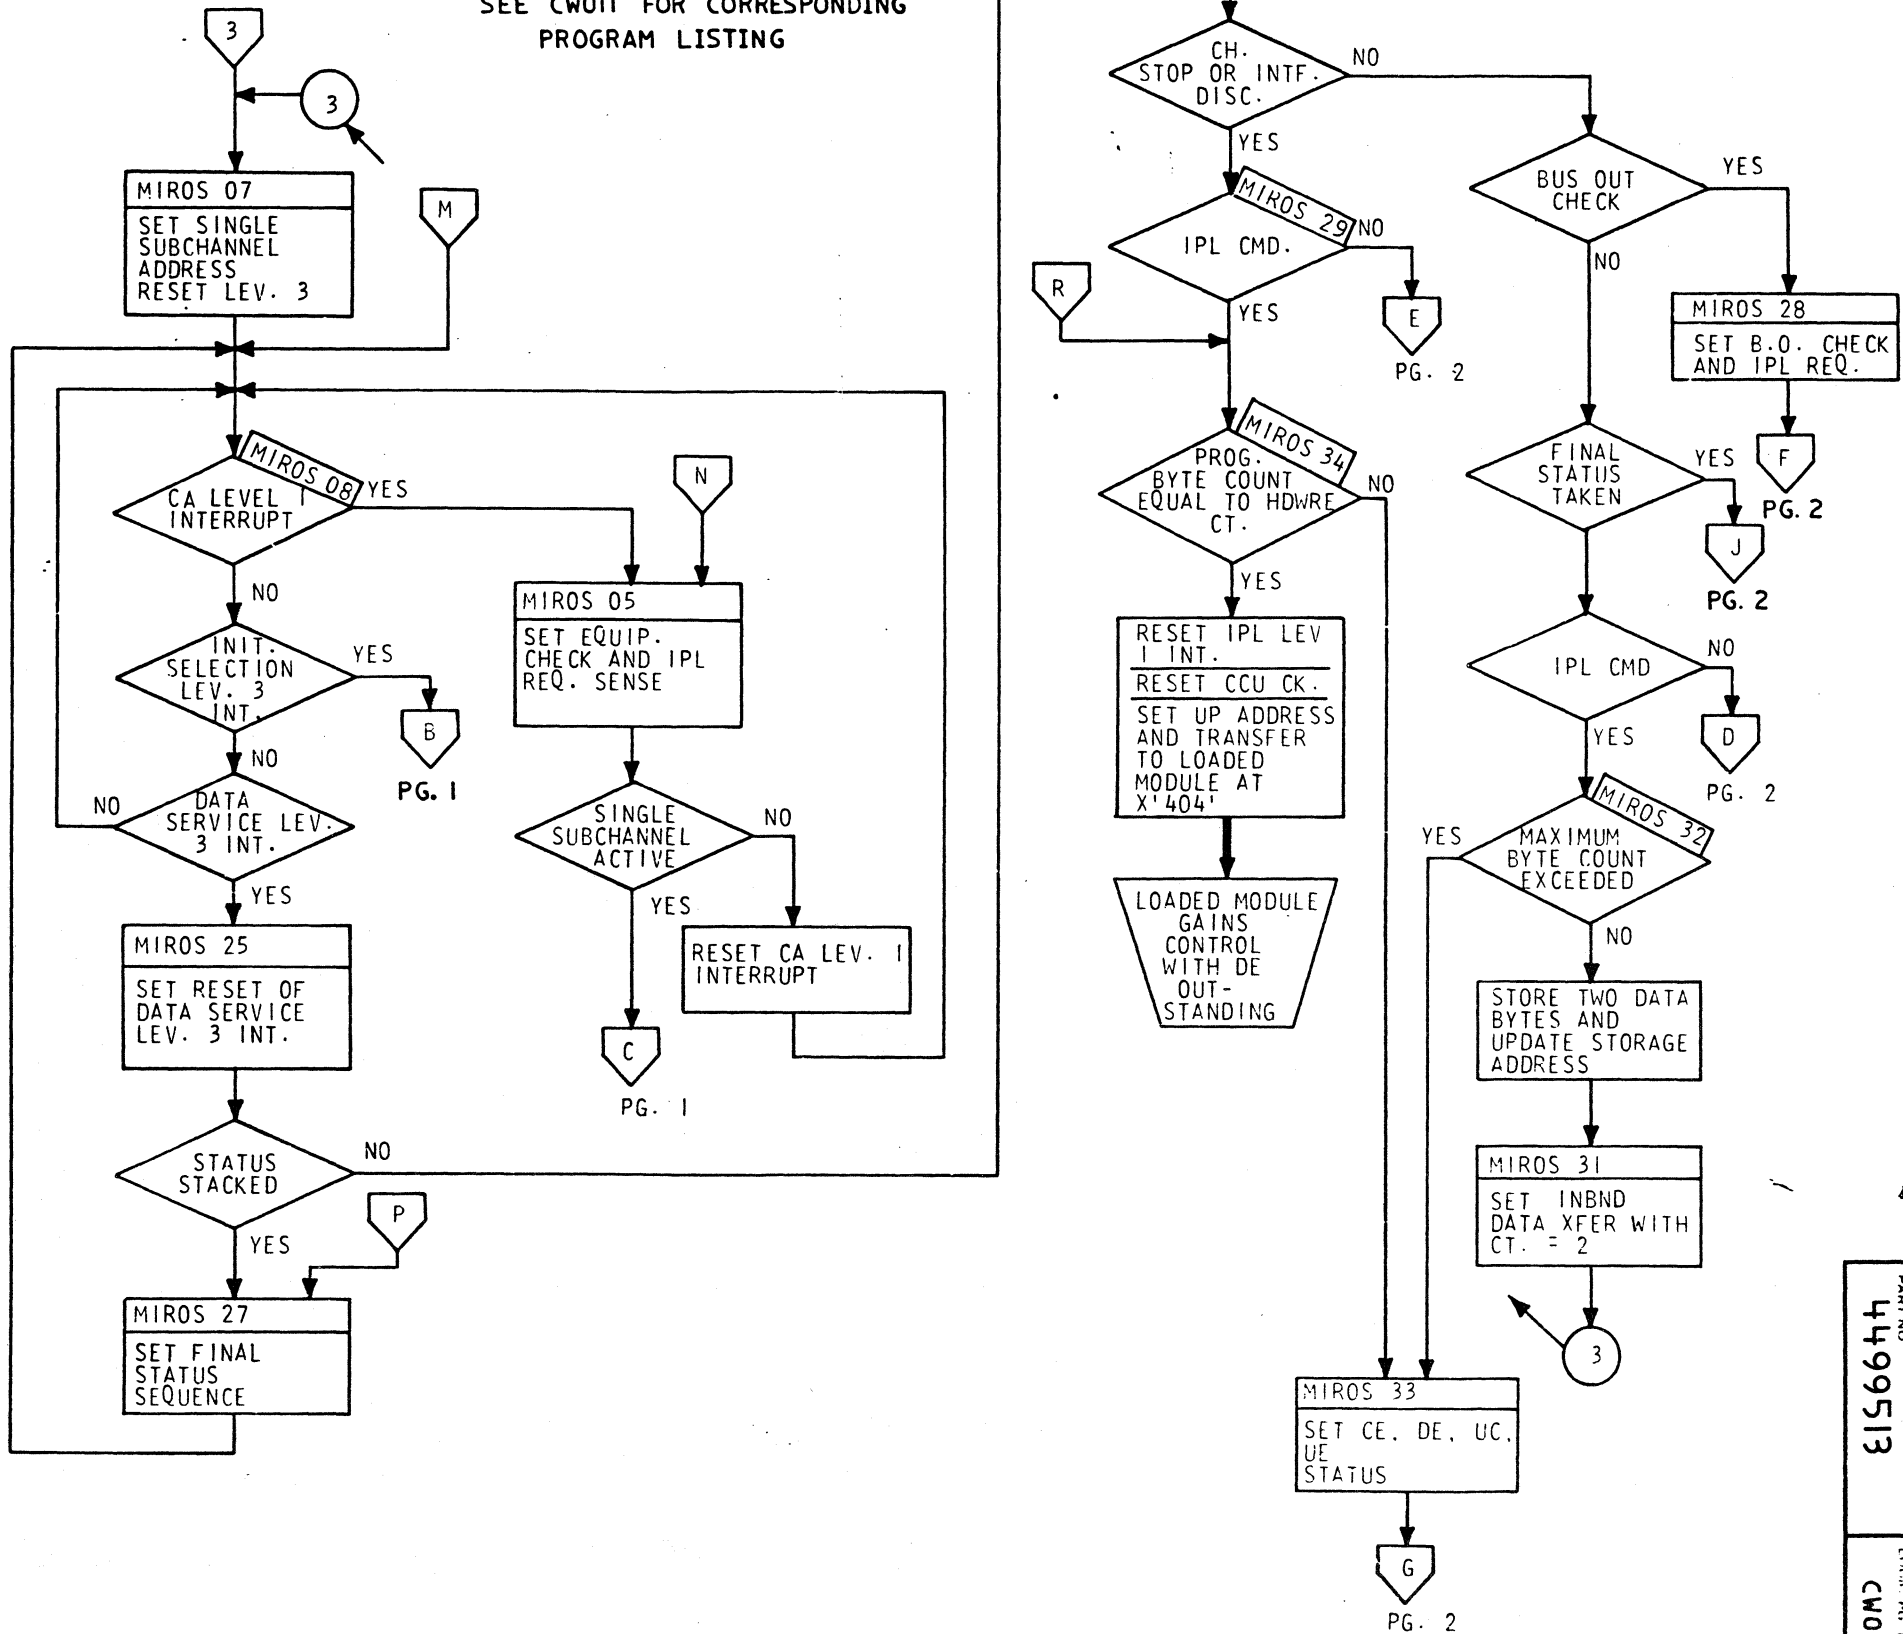 SEE CW011 FOR CORRESPONDING
PROGRAM LISTING
3
3
MIROS 07
SET SINGLE
SUBCHANNEL
ADDRESS
RESET LEV. 3
M
MIROS 08
CA LEVEL 1
INTERRUPT
YES
NO
N
INIT.
SELECTION
LEV. 3
INT.
YES
B
PG. 1
NO
DATA
SERVICE LEV.
3 INT.
NO
YES
MIROS 05
SET EQUIP.
CHECK AND IPL
REQ. SENSE
SINGLE
SUBCHANNEL
ACTIVE
NO
YES
RESET CA LEV. 1
INTERRUPT
C
PG. 1
MIROS 25
SET RESET OF
DATA SERVICE
LEV. 3 INT.
STATUS
STACKED
NO
YES
P
MIROS 27
SET FINAL
STATUS
SEQUENCE
CH.
STOP OR INTF.
DISC.
NO
YES
MIROS 29
IPL CMD.
NO
E
PG. 2
YES
R
MIROS 34
PROG.
BYTE COUNT
EQUAL TO HDWRE
CT.
NO
YES
RESET IPL LEV
1 INT.
RESET CCU CK.
SET UP ADDRESS
AND TRANSFER
TO LOADED
MODULE AT
X'404'
LOADED MODULE
GAINS
CONTROL
WITH DE
OUT-
STANDING
BUS OUT
CHECK
YES
NO
MIROS 28
SET B.O. CHECK
AND IPL REQ.
F
PG. 2
FINAL
STATUS
TAKEN
YES
J
PG. 2
IPL CMD
NO
D
PG. 2
YES
MIROS 32
MAXIMUM
BYTE COUNT
EXCEEDED
YES
NO
STORE TWO DATA
BYTES AND
UPDATE STORAGE
ADDRESS
MIROS 31
SET INBND
DATA XFER WITH
CT. = 2
3
MIROS 33
SET CE, DE, UC,
UE
STATUS
G
PG. 2
4499513
CW0